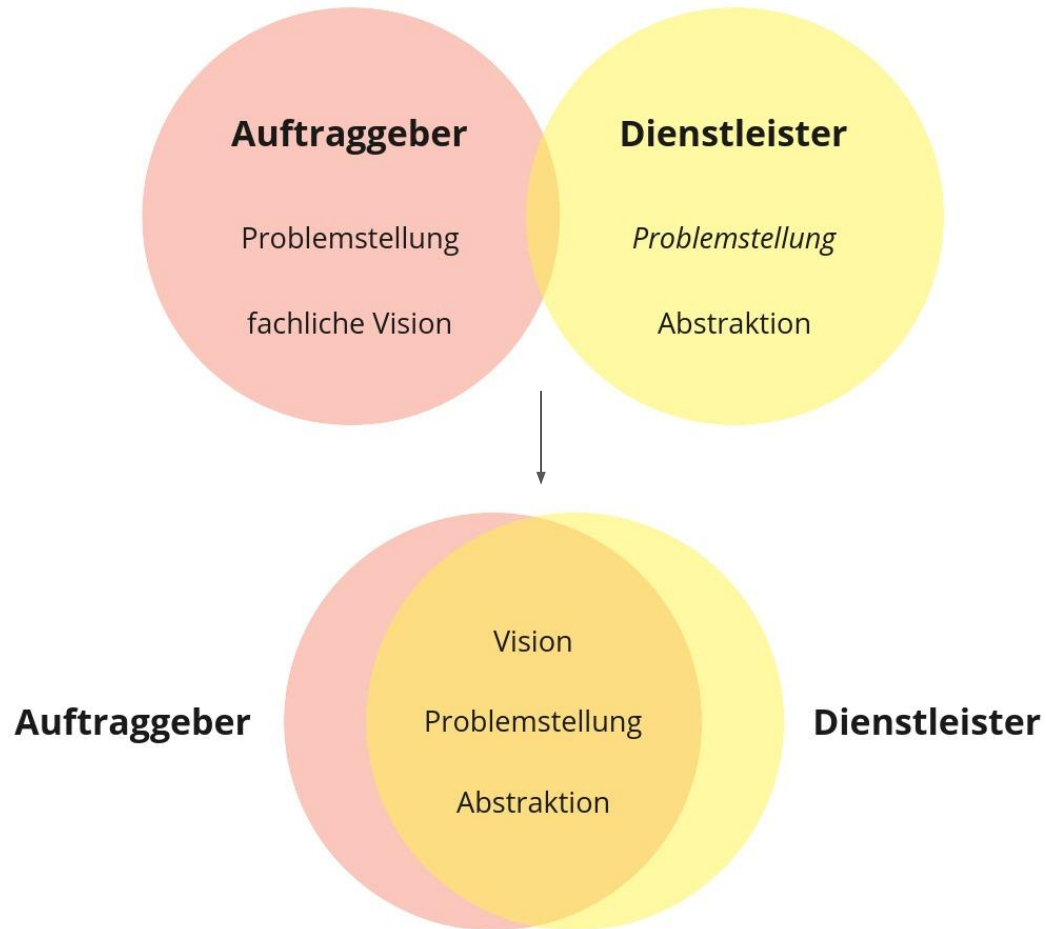 Auftraggeber
Problemstellung
fachliche Vision
Dienstleister
Problemstellung
Abstraktion
Auftraggeber
Vision
Problemstellung
Abstraktion
Dienstleister